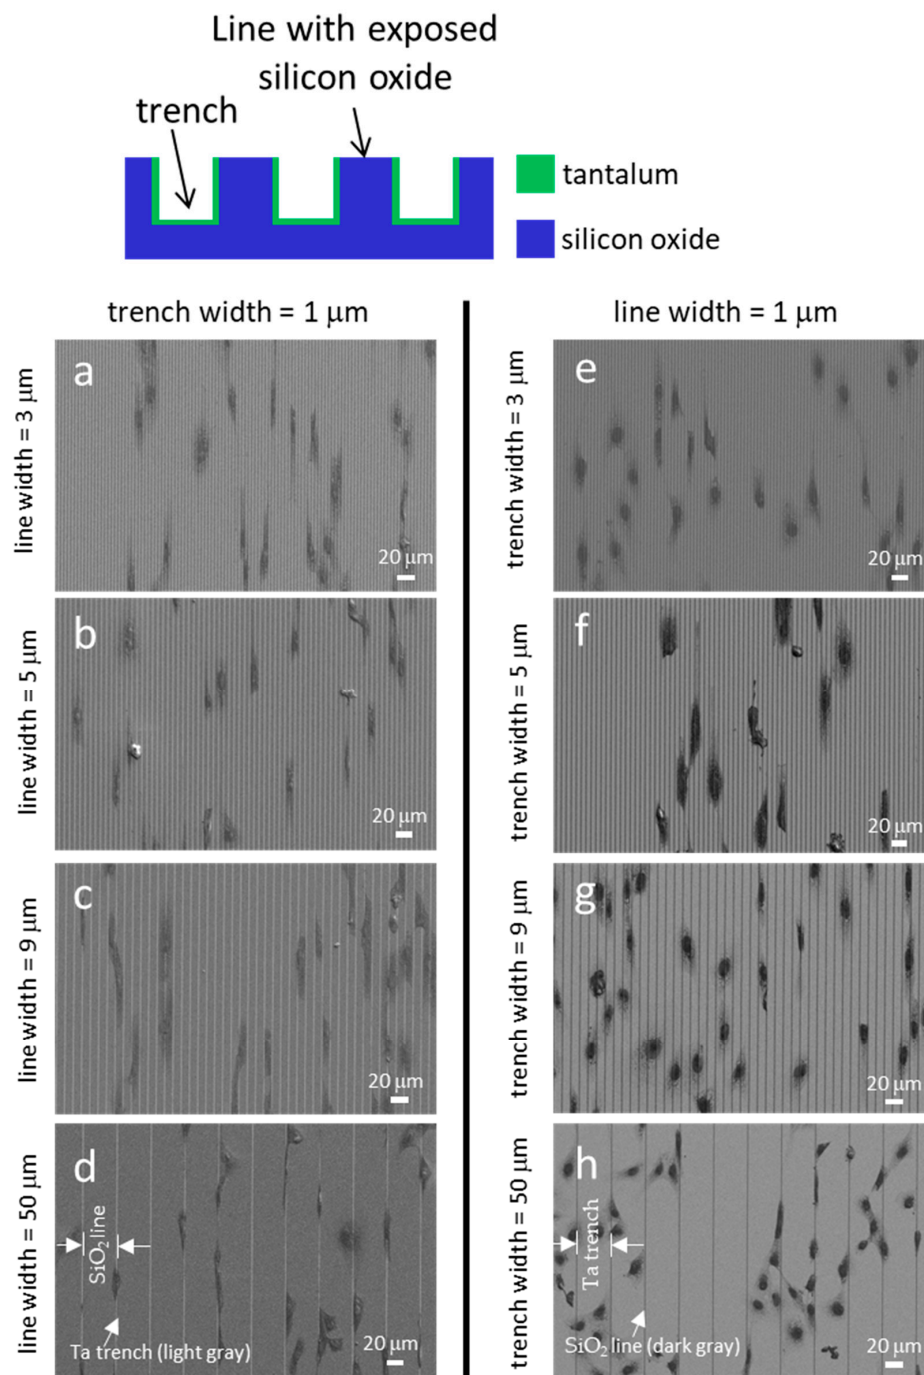 Line with exposed
silicon oxide
trench
tantalum
silicon oxide
trench width = 1 μm
line width = 1 μm
line width = 3 μm
a
20 μm
trench width = 3 μm
e
20 μm
line width = 5 μm
b
20 μm
trench width = 5 μm
f
20 μm
line width = 9 μm
c
20 μm
trench width = 9 μm
g
20 μm
line width = 50 μm
d
SiO2 line
Ta trench (light gray)
20 μm
trench width = 50 μm
h
Ta trench
SiO2 line (dark gray)
20 μm